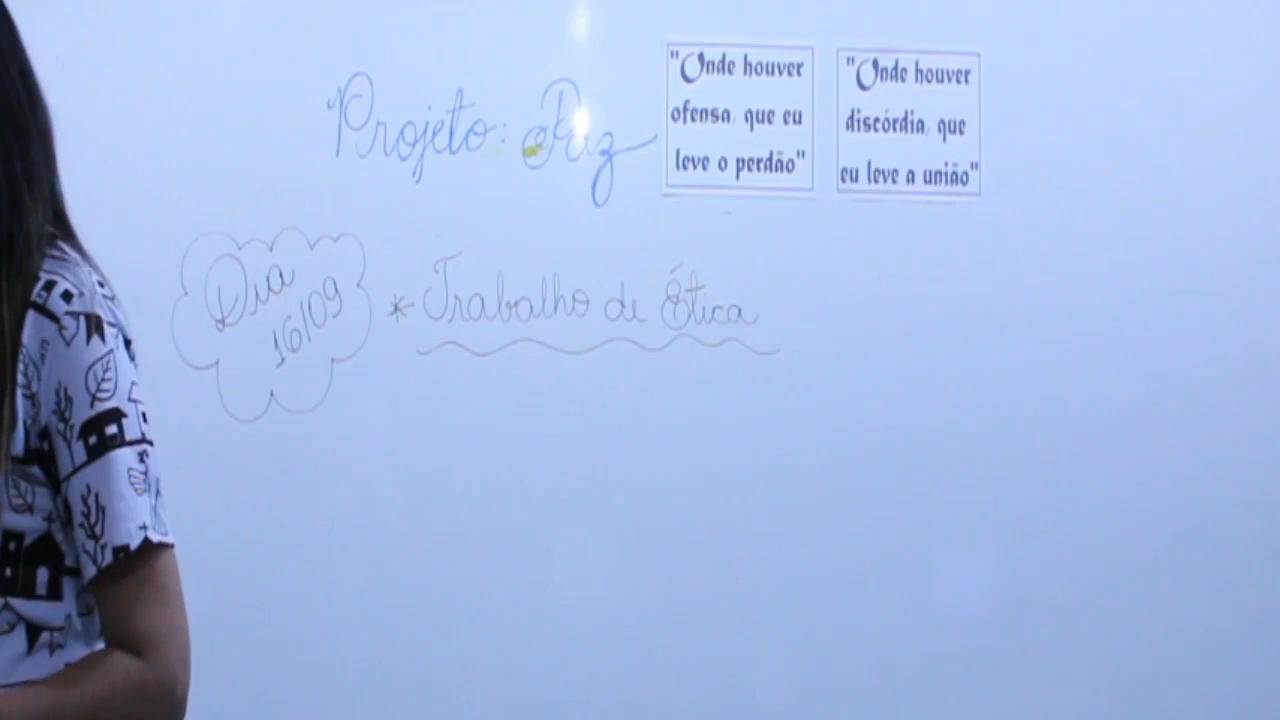 Projeto: Paz
"Onde houver
ofensa, que eu
leve o perdão"
"Onde houver
discórdia, que
eu leve a união"
Dia
16/09
* Trabalho de Ética